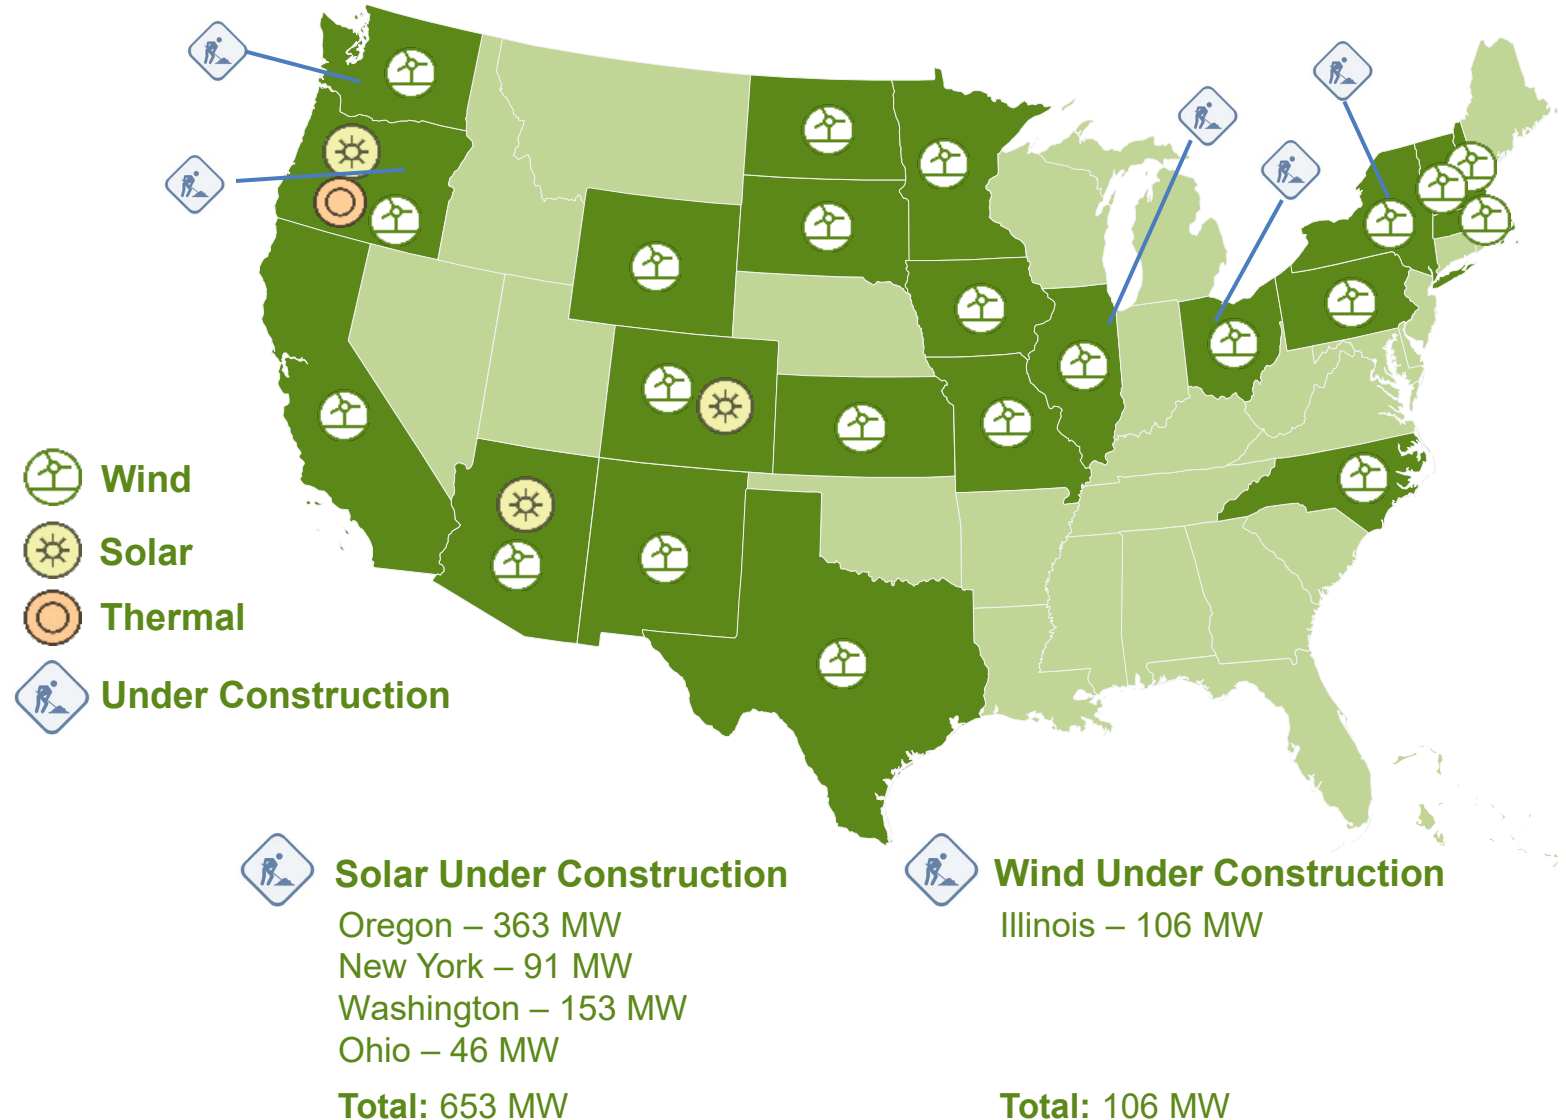 Wind
Solar
Thermal
Under Construction
Solar Under Construction
Oregon – 363 MW
New York – 91 MW
Washington – 153 MW
Ohio – 46 MW
Total: 653 MW
Wind Under Construction
Illinois – 106 MW
Total: 106 MW